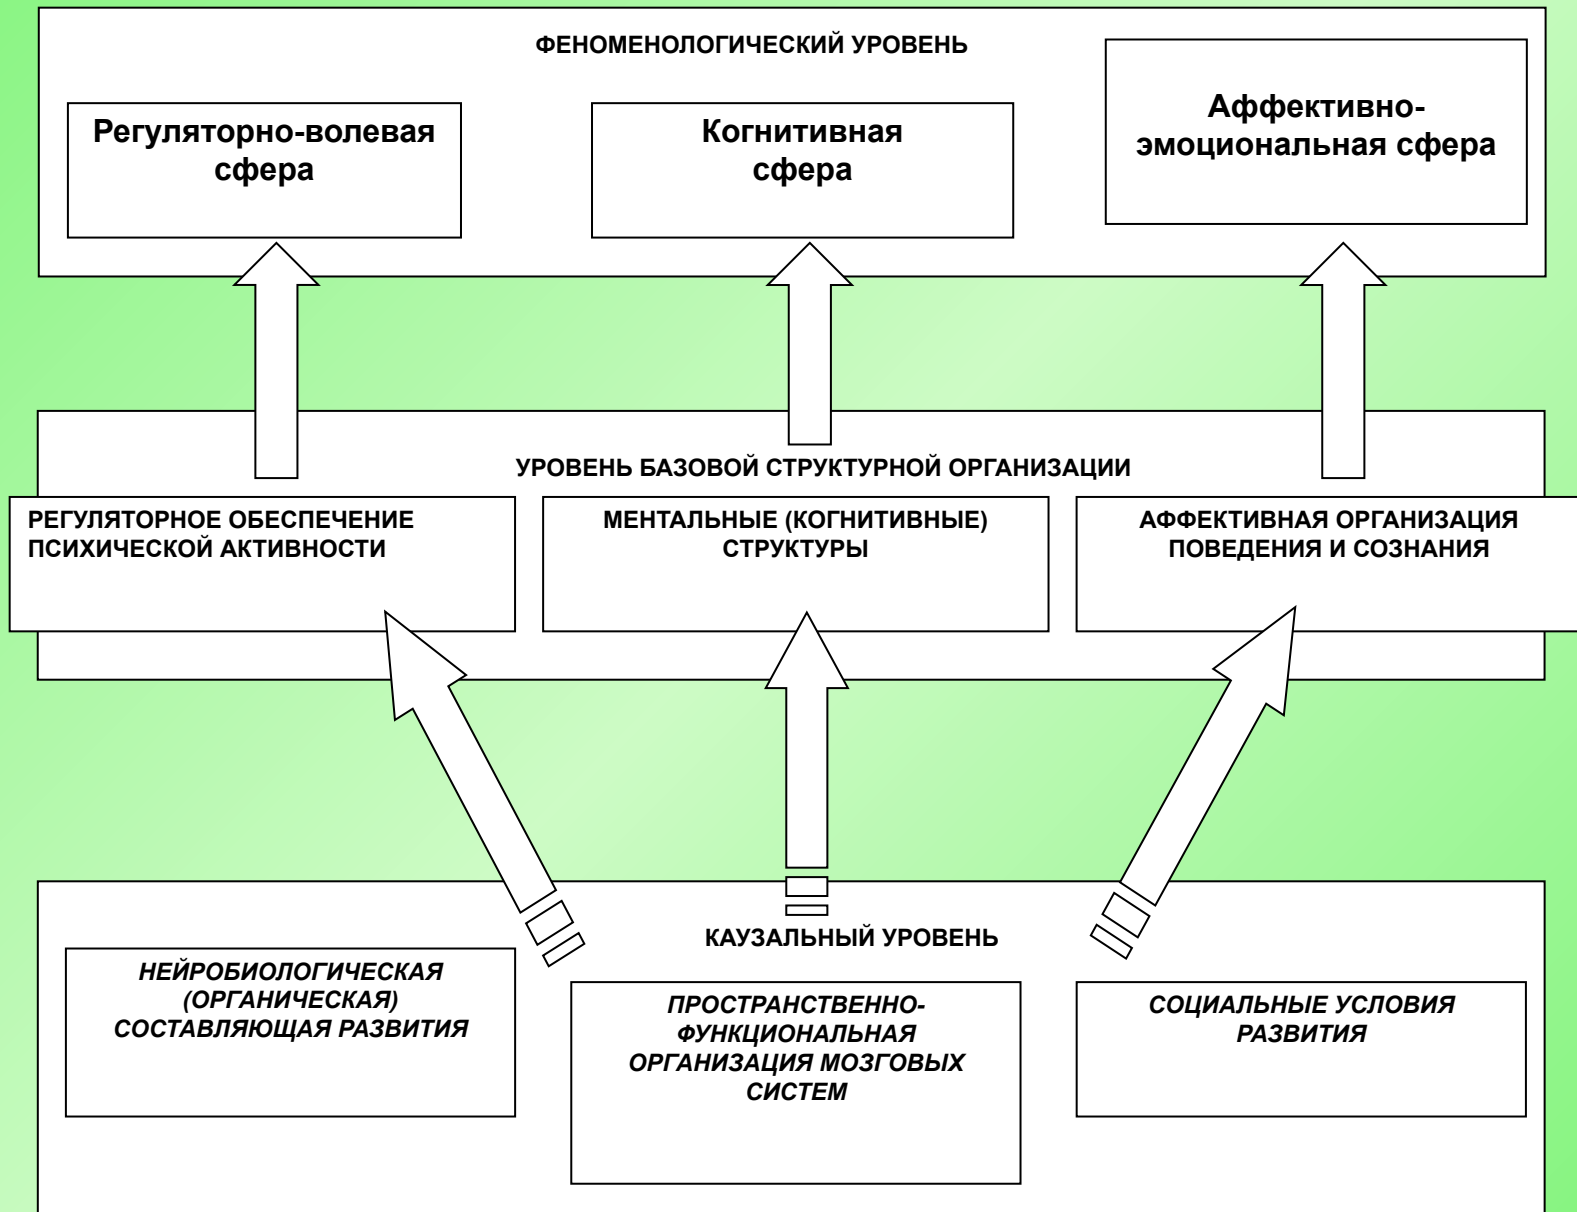 ФЕНОМЕНОЛОГИЧЕСКИЙ УРОВЕНЬ
Регуляторно-волевая
сфера
Когнитивная
сфера
Аффективно-
эмоциональная сфера
УРОВЕНЬ БАЗОВОЙ СТРУКТУРНОЙ ОРГАНИЗАЦИИ
РЕГУЛЯТОРНОЕ ОБЕСПЕЧЕНИЕ
ПСИХИЧЕСКОЙ АКТИВНОСТИ
МЕНТАЛЬНЫЕ (КОГНИТИВНЫЕ)
СТРУКТУРЫ
АФФЕКТИВНАЯ ОРГАНИЗАЦИЯ
ПОВЕДЕНИЯ И СОЗНАНИЯ
КАУЗАЛЬНЫЙ УРОВЕНЬ
НЕЙРОБИОЛОГИЧЕСКАЯ
(ОРГАНИЧЕСКАЯ)
СОСТАВЛЯЮЩАЯ РАЗВИТИЯ
ПРОСТРАНСТВЕННО-
ФУНКЦИОНАЛЬНАЯ
ОРГАНИЗАЦИЯ МОЗГОВЫХ
СИСТЕМ
СОЦИАЛЬНЫЕ УСЛОВИЯ
РАЗВИТИЯ